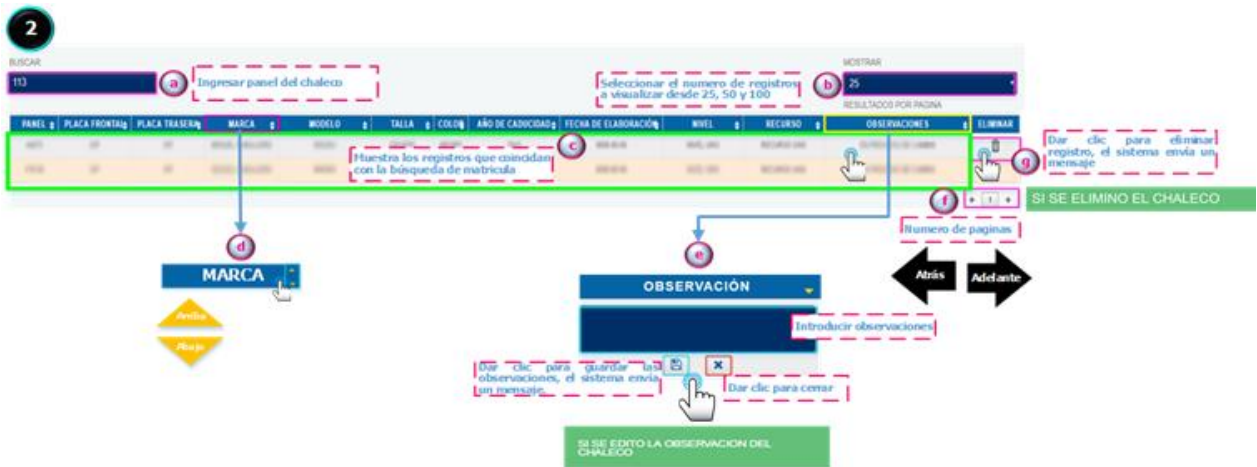 2
BUSCAR
113
a
Ingresar panel del chaleco
Seleccionar el numero de registros
a visualizar desde 25, 50 y 100
b
MOSTRAR
25
RESULTADOS POR PAGINA
PANEL PLACA FRONTAL PLACA TRASERA MARCA MODELO TALLA COLOR AÑO DE CADUCIDAD FECHA DE ELABORACIÓN NIVEL RECURSO OBSERVACIONES ELIMINAR
c
Muestra los registros que coincidan
con la búsqueda de matricula
Dar clic para eliminar
registro, el sistema envía un
mensaje
g
f
1
SI SE ELIMINO EL CHALECO
Numero de paginas
d
MARCA
Arriba
Abajo
e
OBSERVACIÓN
Introducir observaciones
Atrás
Adelante
Dar clic para guardar las
observaciones, el sistema envía
un mensaje.
Dar clic para cerrar
SI SE EDITO LA OBSERVACION DEL
CHALECO